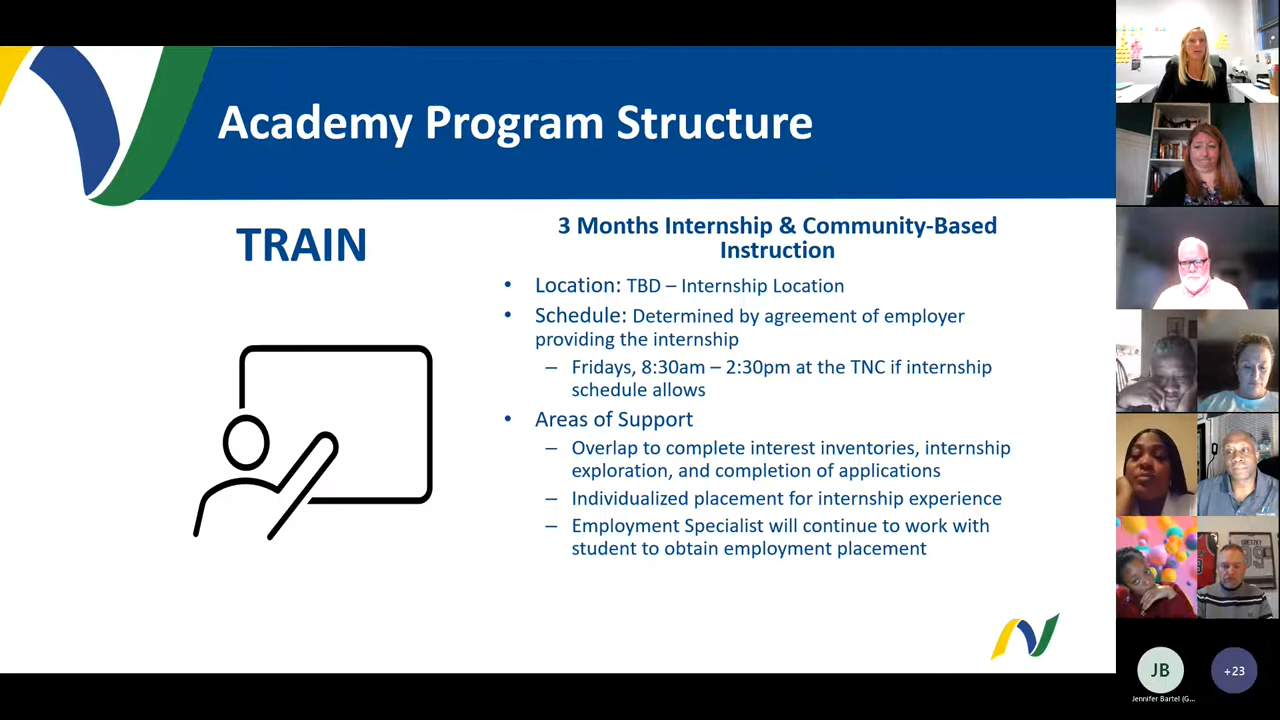 Academy Program Structure
TRAIN
3 Months Internship & Community-Based
Instruction
• Location: TBD – Internship Location
• Schedule: Determined by agreement of employer
providing the internship
– Fridays, 8:30am – 2:30pm at the TNC if internship
schedule allows
• Areas of Support
– Overlap to complete interest inventories, internship
exploration, and completion of applications
– Individualized placement for internship experience
– Employment Specialist will continue to work with
student to obtain employment placement
GRETZKY
99
JB
+23
Jennifer Bartel (G...